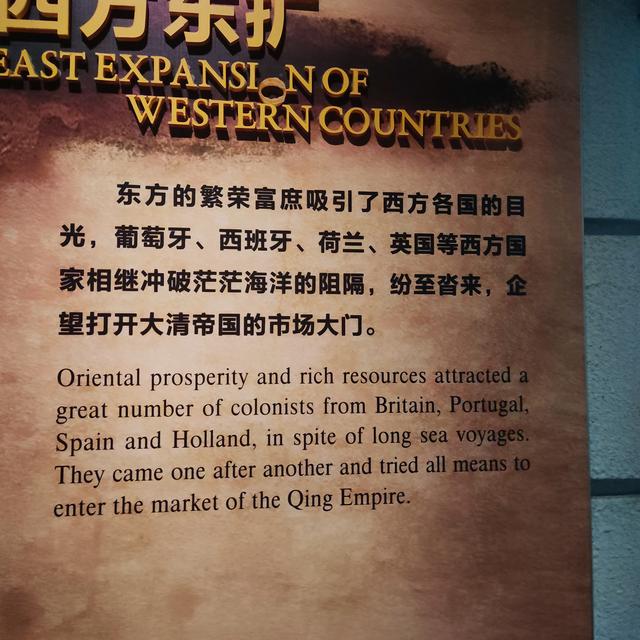 西方东扩
EAST EXPANSION OF
WESTERN COUNTRIES
东方的繁荣富庶吸引了西方各国的目
光，葡萄牙、西班牙、荷兰、英国等西方国
家相继冲破茫茫海洋的阻隔，纷至沓来，企
望打开大清帝国的市场大门。
Oriental prosperity and rich resources attracted a
great number of colonists from Britain, Portugal,
Spain and Holland, in spite of long sea voyages.
They came one after another and tried all means to
enter the market of the Qing Empire.